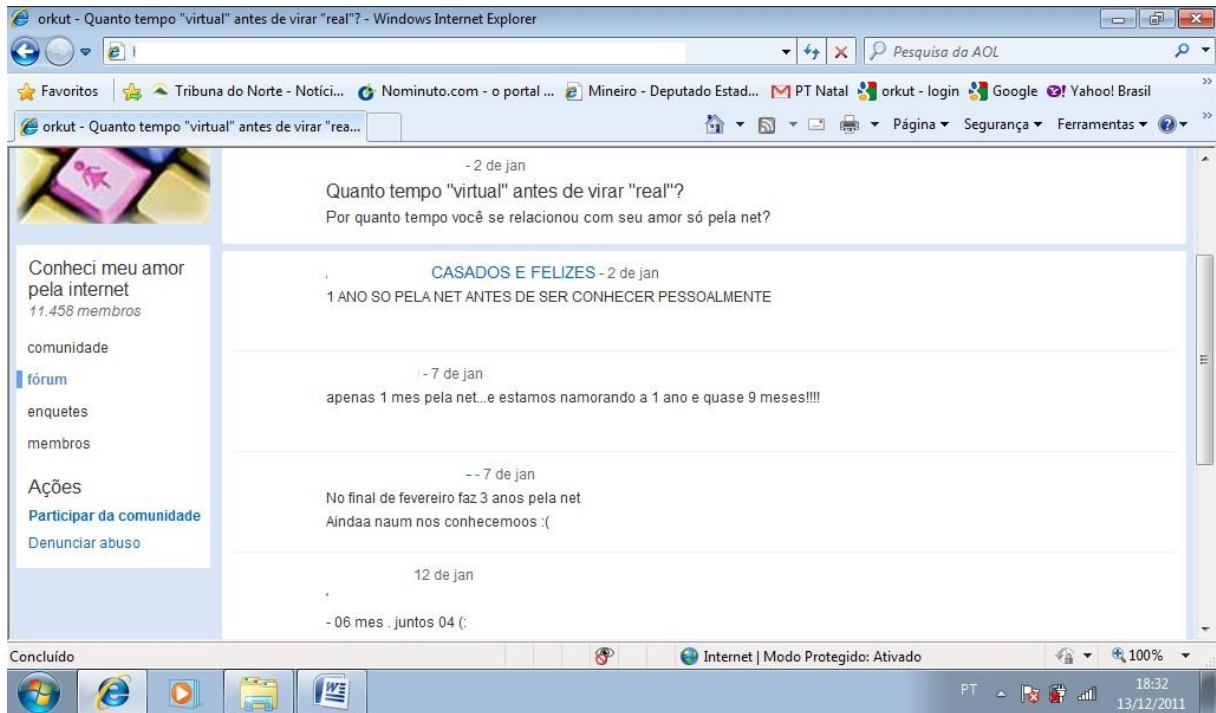 orkut - Quanto tempo "virtual" antes de virar "real"? - Windows Internet Explorer
Pesquisa da AOL
Favoritos Tribuna do Norte - Notíci... Nominuto.com - o portal ... Mineiro - Deputado Estad... PT Natal orkut - login Google Yahoo! Brasil
orkut - Quanto tempo "virtual" antes de virar "rea... Página Segurança Ferramentas
- 2 de jan
Quanto tempo "virtual" antes de virar "real"?
Por quanto tempo você se relacionou com seu amor só pela net?
Conheci meu amor
pela internet
11.458 membros
comunidade
fórum
enquetes
membros
Ações
Participar da comunidade
Denunciar abuso
CASADOS E FELIZES - 2 de jan
1 ANO SO PELA NET ANTES DE SER CONHECER PESSOALMENTE
- 7 de jan
apenas 1 mes pela net...e estamos namorando a 1 ano e quase 9 meses!!!!
-- 7 de jan
No final de fevereiro faz 3 anos pela net
Aindaa naum nos conhecemoos :(
12 de jan
- 06 mes . juntos 04 (:
Concluído Internet | Modo Protegido: Ativado 100%
PT 18:32
13/12/2011